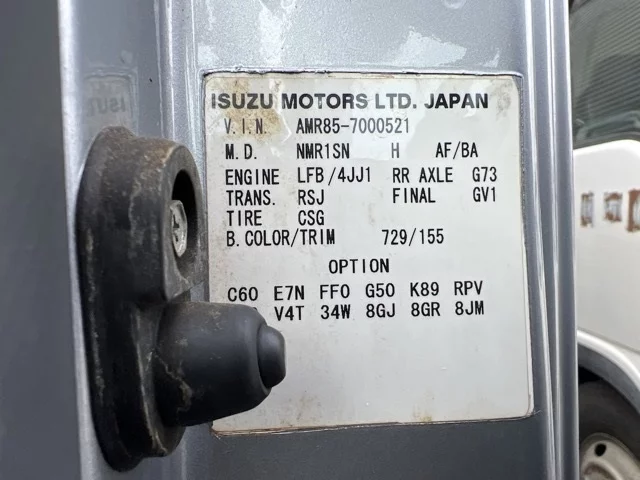 ISUZU MOTORS LTD. JAPAN
V.I.N. AMR85-7000521
M.D. NMR1SN H AF/BA
ENGINE LFB/4JJ1 RR AXLE G73
TRANS. RSJ FINAL GV1
TIRE CSG
B.COLOR/TRIM 729/155
OPTION
C60 E7N FF0 G50 K89 RPV
V4T 34W 8GJ 8GR 8JM